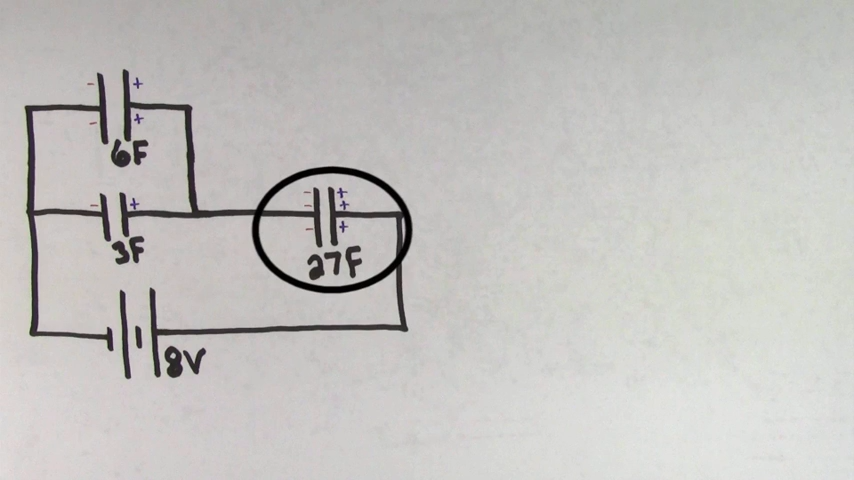 - +
- +
6F
- +
3F
- +
- +
- +
27F
8V